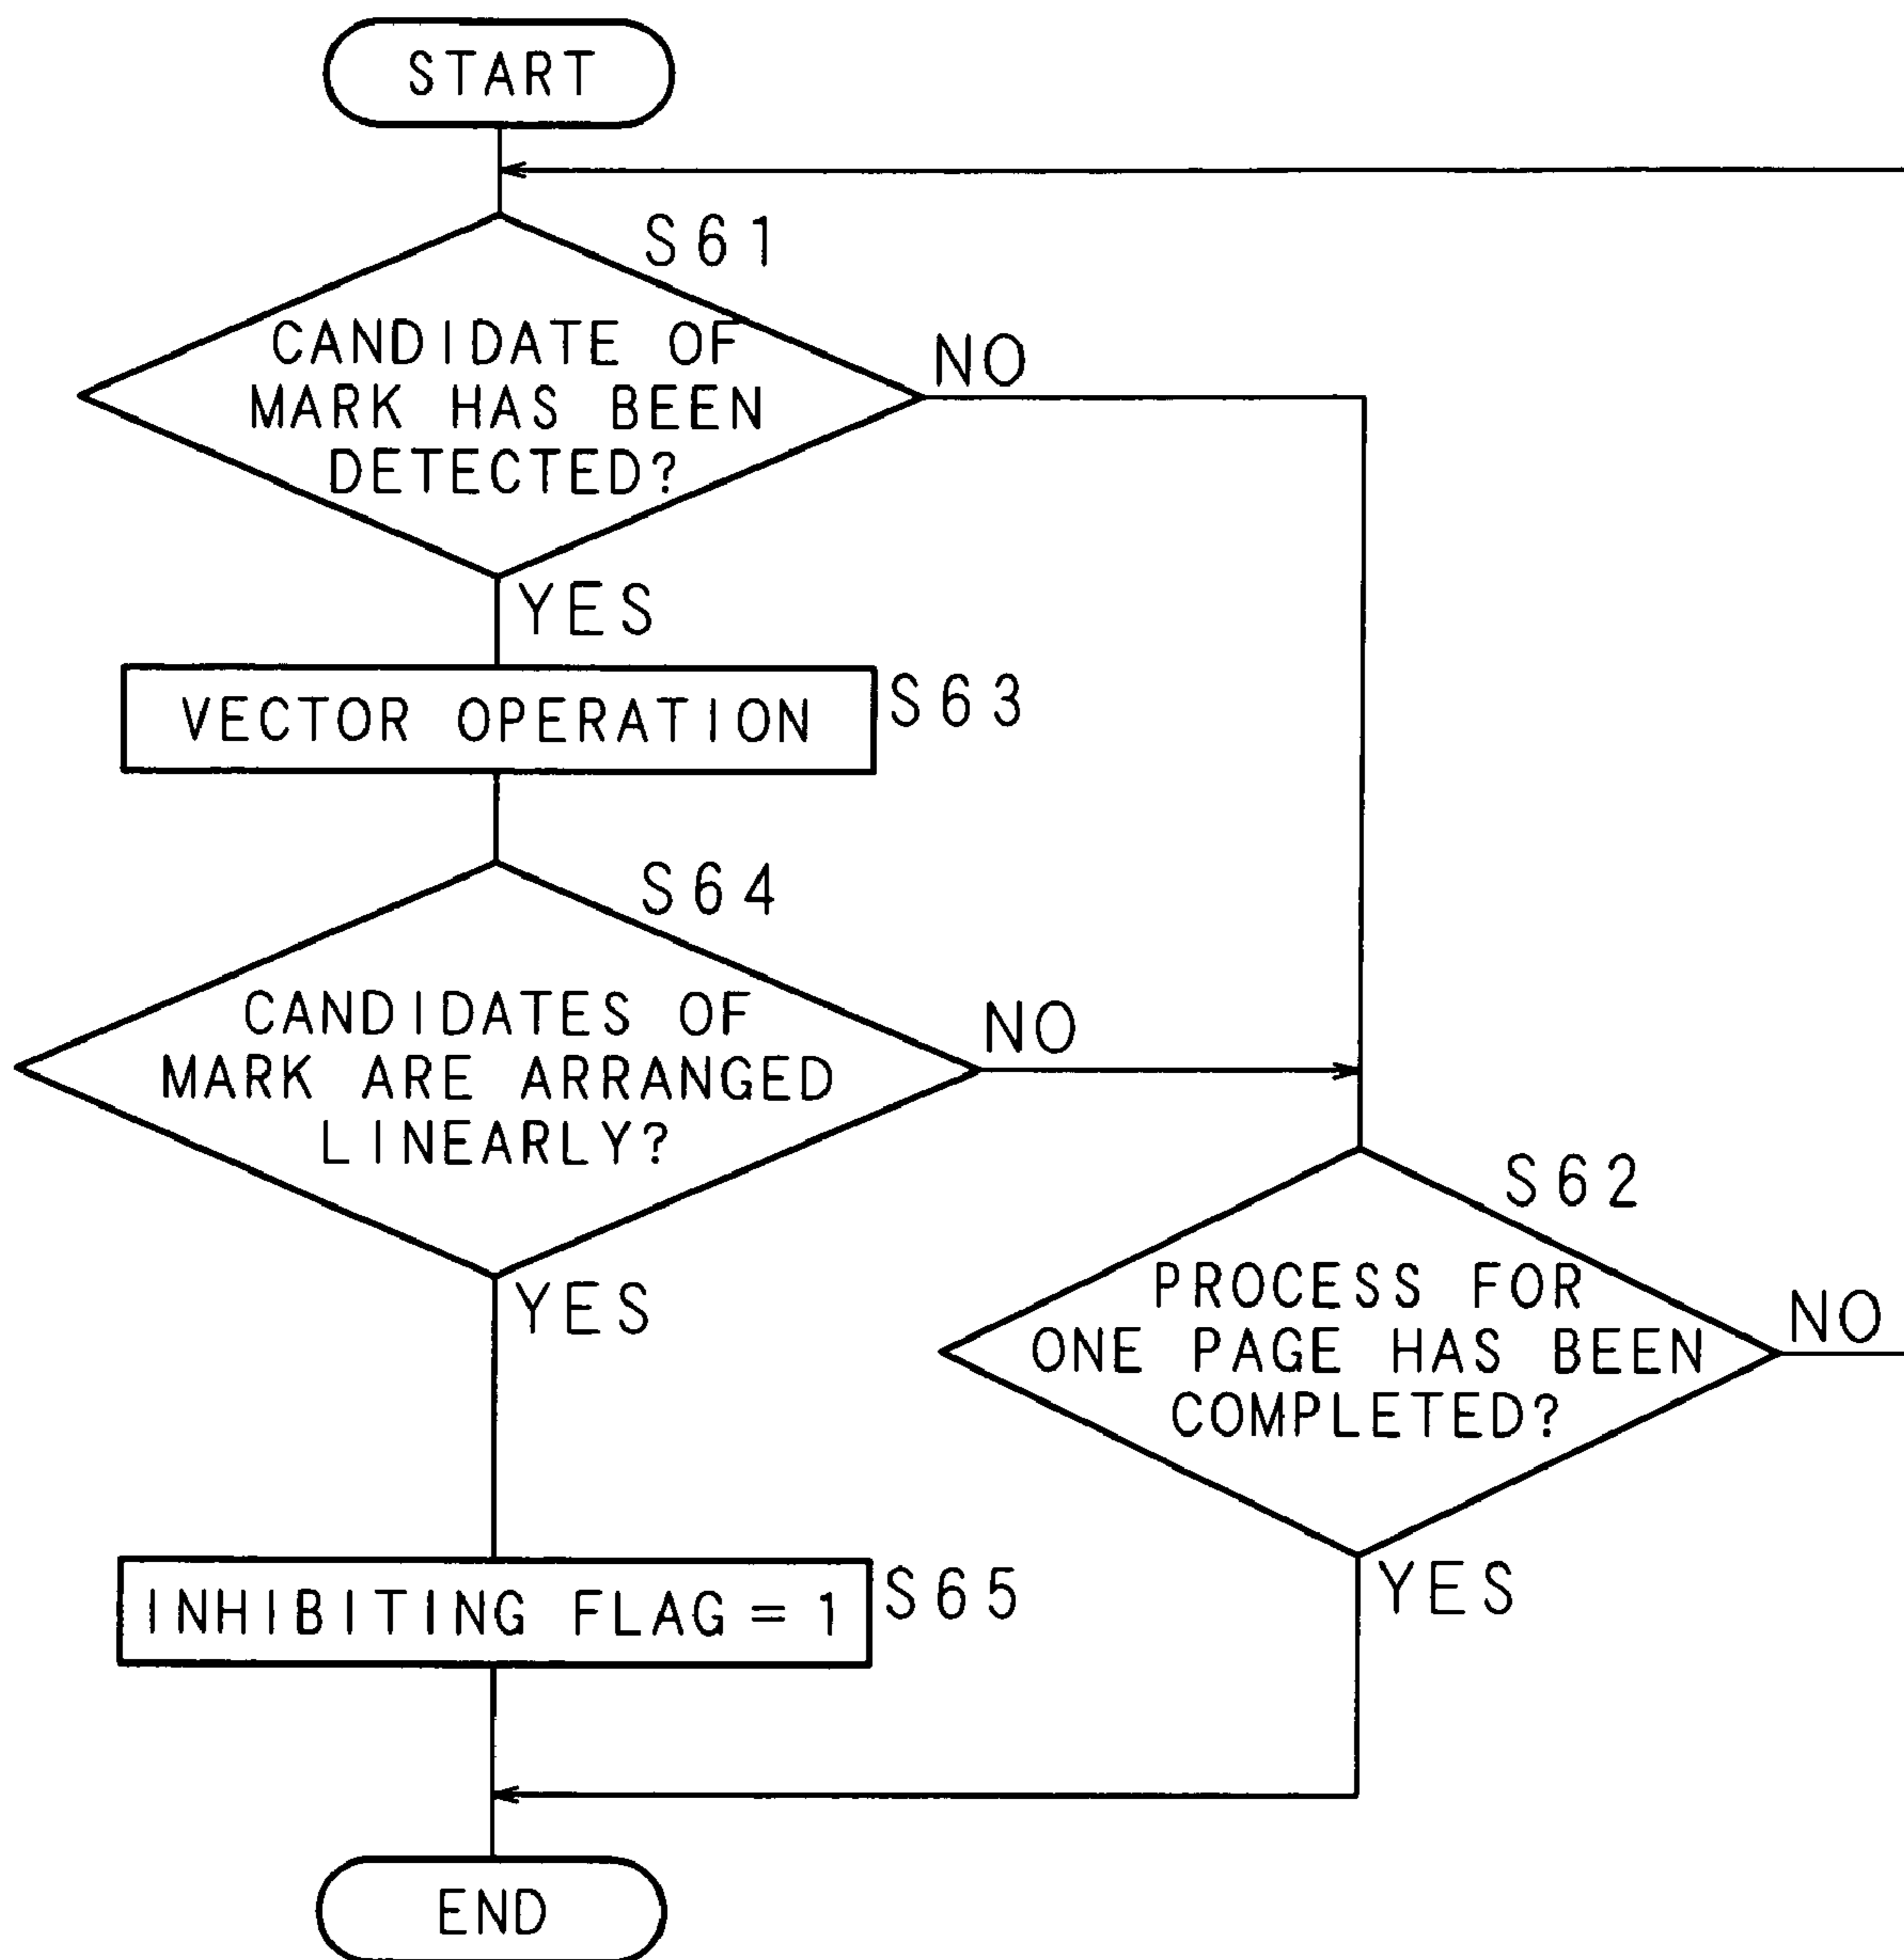 START
S61
CANDIDATE OF
MARK HAS BEEN
DETECTED?
NO
YES
VECTOR OPERATION
S63
S64
CANDIDATES OF
MARK ARE ARRANGED
LINEARLY?
NO
YES
S62
PROCESS FOR
ONE PAGE HAS BEEN
COMPLETED?
NO
YES
INHIBITING FLAG=1
S65
END